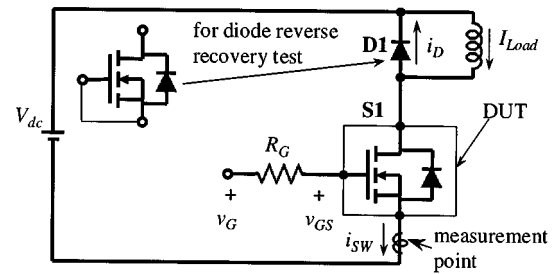 for diode reverse
recovery test
D1
i_D
I_Load
V_dc
S1
DUT
R_G
+
v_G
+
v_GS
i_SW
measurement
point